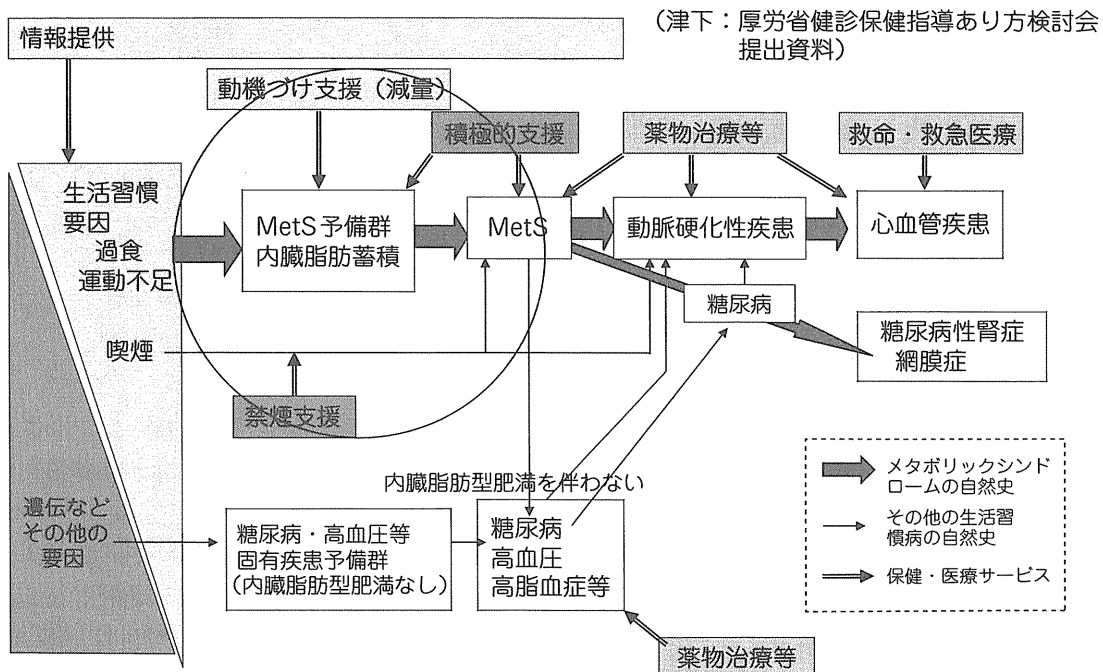 （津下：厚労省健診保健指導あり方検討会
提出資料）
情報提供
動機づけ支援（減量）
積極的支援
薬物治療等
救命・救急医療
生活習慣
要因
過食
運動不足
MetS予備群
内臓脂肪蓄積
MetS
動脈硬化性疾患
心血管疾患
糖尿病
糖尿病性腎症
網膜症
喫煙
禁煙支援
内臓脂肪型肥満を伴わない
遺伝など
その他の
要因
糖尿病・高血圧等
固有疾患予備群
（内臓脂肪型肥満なし）
糖尿病
高血圧
高脂血症等
薬物治療等
メタボリックシンド
ロームの自然史
その他の生活習
慣病の自然史
保健・医療サービス